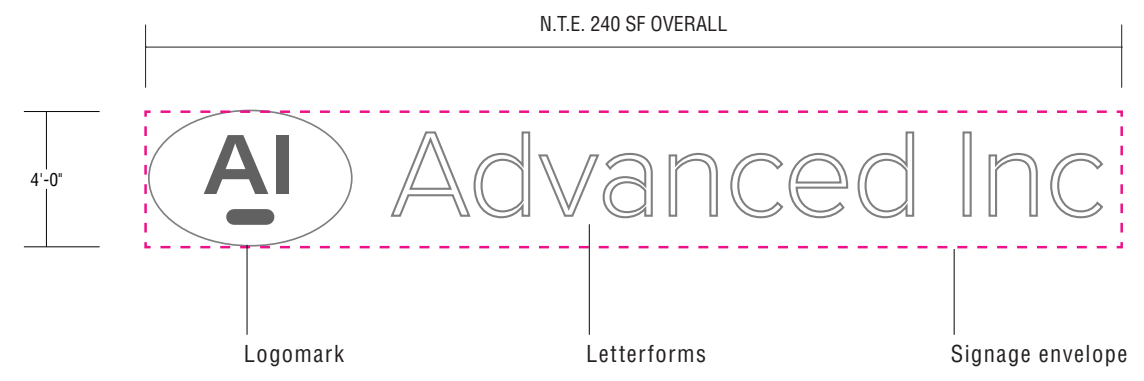 N.T.E. 240 SF OVERALL
4'-0"
AI
Advanced Inc
Logomark
Letterforms
Signage envelope